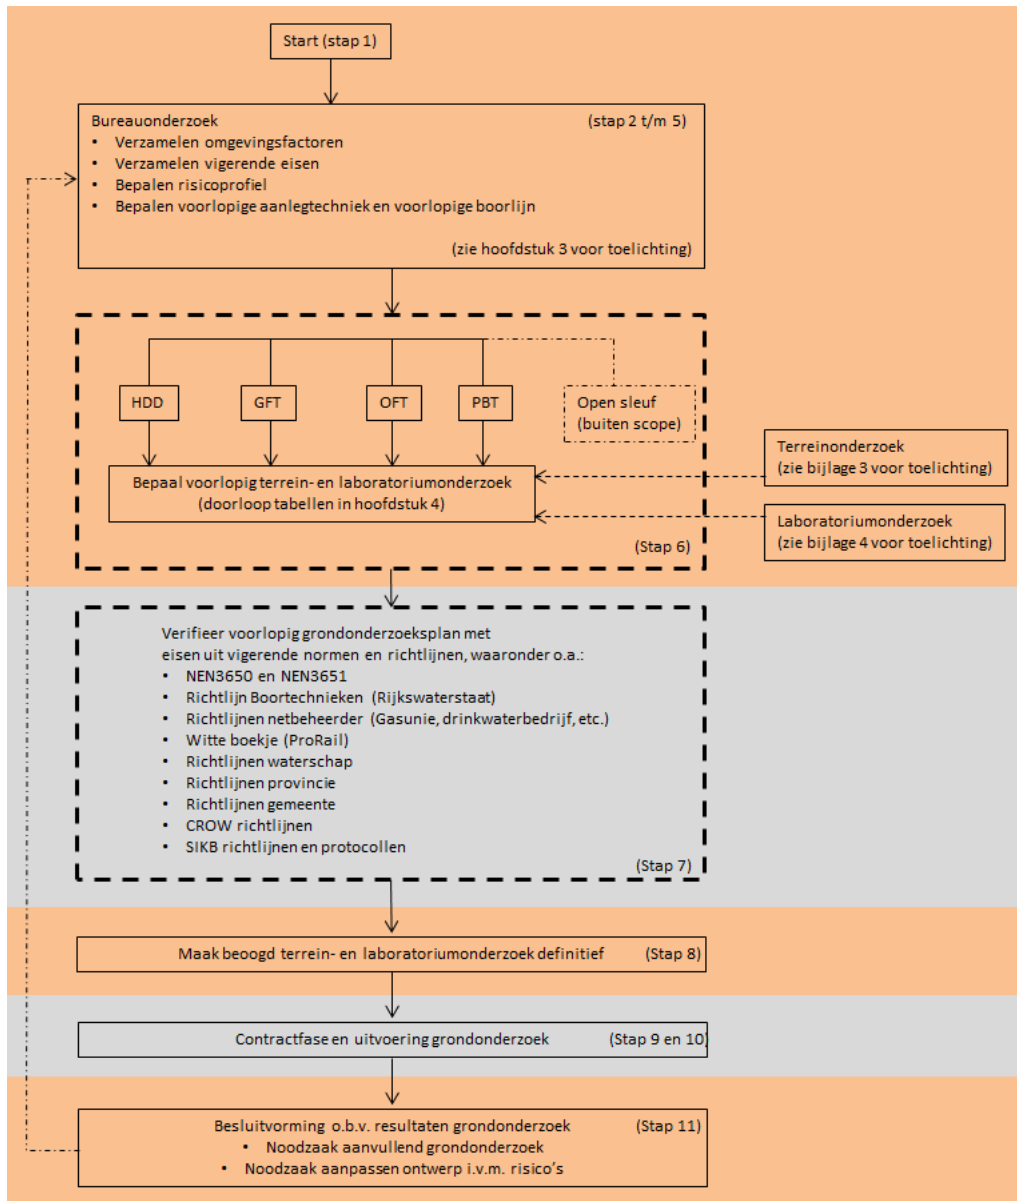 Start (stap 1)
Bureauonderzoek (stap 2 t/m 5)
• Verzamelen omgevingsfactoren
• Verzamelen vigerende eisen
• Bepalen risicoprofiel
• Bepalen voorlopige aanlegtechniek en voorlopige boorlijn
(zie hoofdstuk 3 voor toelichting)
HDD GFT OFT PBT
Open sleuf
(buiten scope)
Bepaal voorlopig terrein- en laboratoriumonderzoek
(doorloop tabellen in hoofdstuk 4)
Terreinonderzoek
(zie bijlage 3 voor toelichting)
Laboratoriumonderzoek
(zie bijlage 4 voor toelichting)
(Stap 6)
Verifieer voorlopig grondonderzoeksplan met
eisen uit vigerende normen en richtlijnen, waaronder o.a.:
• NEN3650 en NEN3651
• Richtlijn Boortechnieken (Rijkswaterstaat)
• Richtlijnen netbeheerder (Gasunie, drinkwaterbedrijf, etc.)
• Witte boekje (ProRail)
• Richtlijnen waterschap
• Richtlijnen provincie
• Richtlijnen gemeente
• CROW richtlijnen
• SIKB richtlijnen en protocollen
(Stap 7)
Maak beoogd terrein- en laboratoriumonderzoek definitief (Stap 8)
Contractfase en uitvoering grondonderzoek (Stap 9 en 10)
Besluitvorming o.b.v. resultaten grondonderzoek (Stap 11)
• Noodzaak aanvullend grondonderzoek
• Noodzaak aanpassen ontwerp i.v.m. risico's